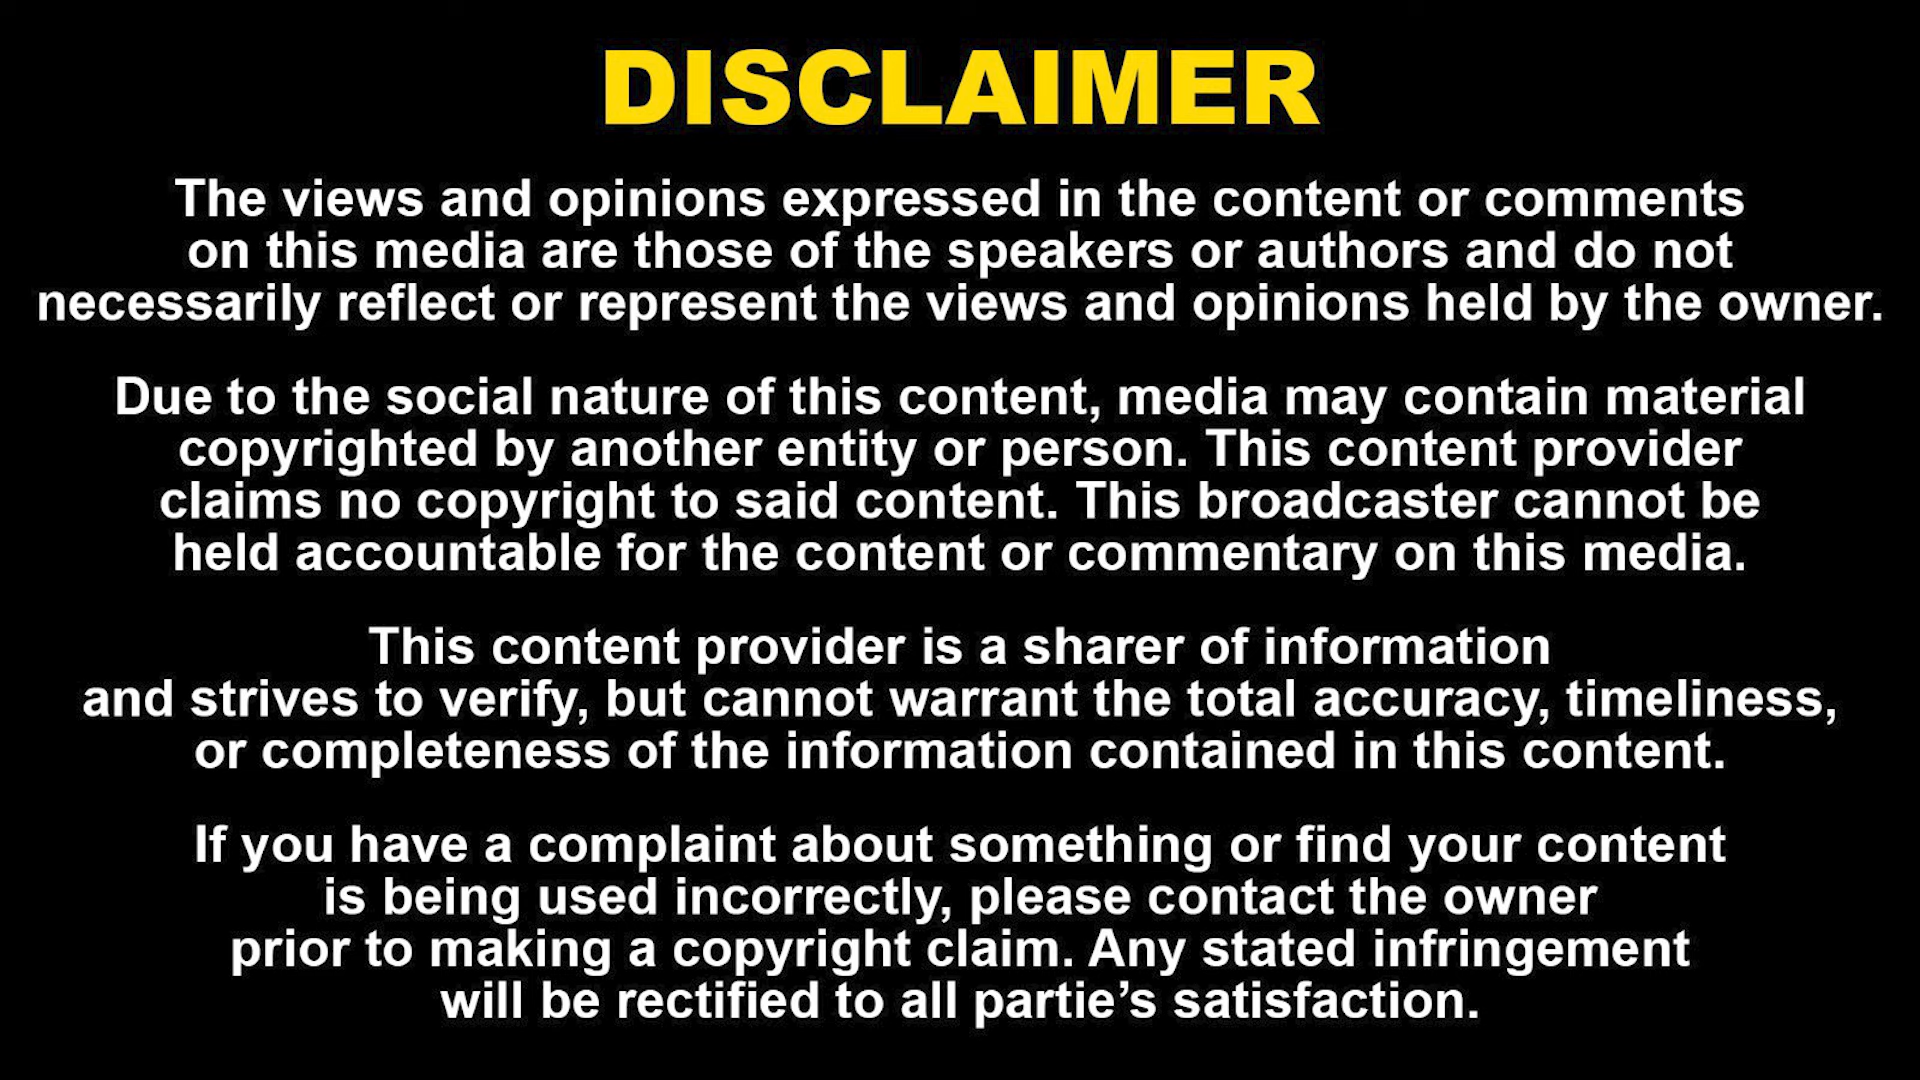 DISCLAIMER
The views and opinions expressed in the content or comments
on this media are those of the speakers or authors and do not
necessarily reflect or represent the views and opinions held by the owner.
Due to the social nature of this content, media may contain material
copyrighted by another entity or person. This content provider
claims no copyright to said content. This broadcaster cannot be
held accountable for the content or commentary on this media.
This content provider is a sharer of information
and strives to verify, but cannot warrant the total accuracy, timeliness,
or completeness of the information contained in this content.
If you have a complaint about something or find your content
is being used incorrectly, please contact the owner
prior to making a copyright claim. Any stated infringement
will be rectified to all partie’s satisfaction.